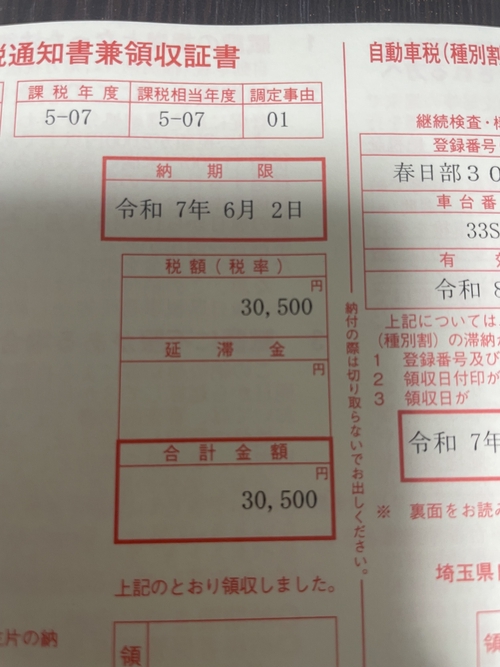 税通知書兼領収証書
課税年度 課税相当年度 調定事由
5-07 5-07 01
納期限
令和 7年 6月 2日
税額(税率)
円
30,500
延滞金
円
合計金額
円
30,500
上記のとおり領収しました。
領
納付の際は切り取らないでお出しください。
自動車税(種別割
継続検査・
登録番号
春日部30
車台番
33S
有
令和
上記については
(種別割)の滞納
1 登録番号及び
2 領収日付印が
3 領収日が
令和 7年
※ 裏面をお読み
埼玉県
領
片の納